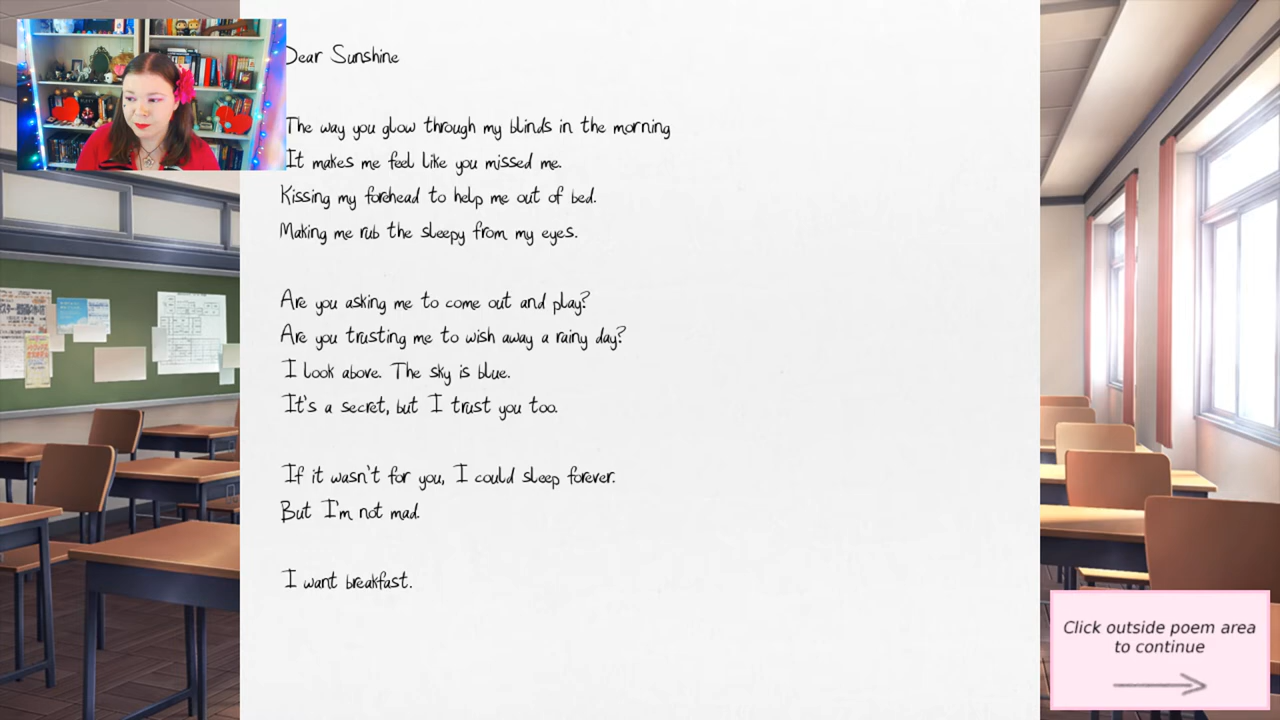 Dear Sunshine
The way you glow through my blinds in the morning
It makes me feel like you missed me.
Kissing my forehead to help me out of bed.
Making me rub the sleepy from my eyes.
Are you asking me to come out and play?
Are you trusting me to wish away a rainy day?
I look above. The sky is blue.
It's a secret, but I trust you too.
If it wasn't for you, I could sleep forever.
But I'm not mad.
I want breakfast.
Click outside poem area
to continue